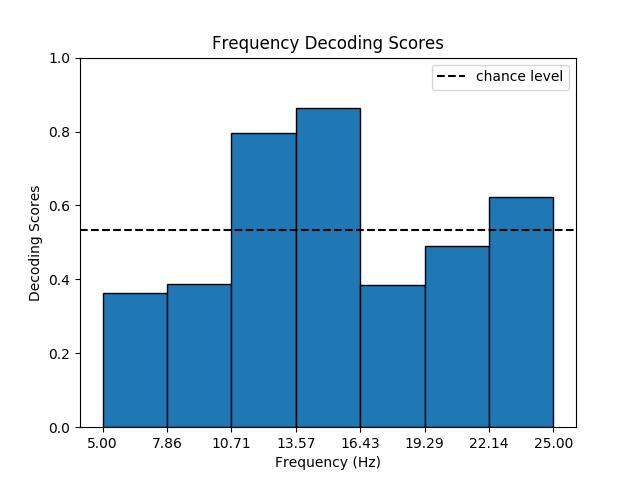 Frequency Decoding Scores
chance level
1.0
0.8
0.6
0.4
0.2
0.0
Decoding Scores
5.00 7.86 10.71 13.57 16.43 19.29 22.14 25.00
Frequency (Hz)